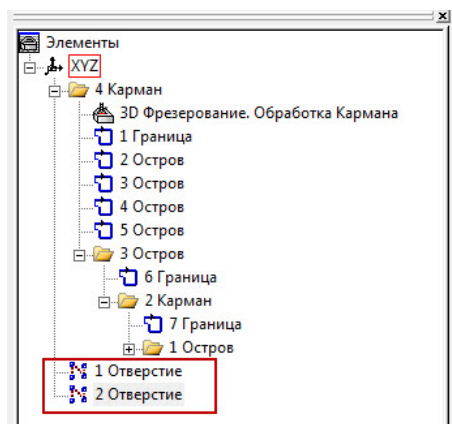 Элементы
XYZ
4 Карман
3D Фрезерование. Обработка Кармана
1 Граница
2 Остров
3 Остров
4 Остров
5 Остров
3 Остров
6 Граница
2 Карман
7 Граница
1 Остров
1 Отверстие
2 Отверстие